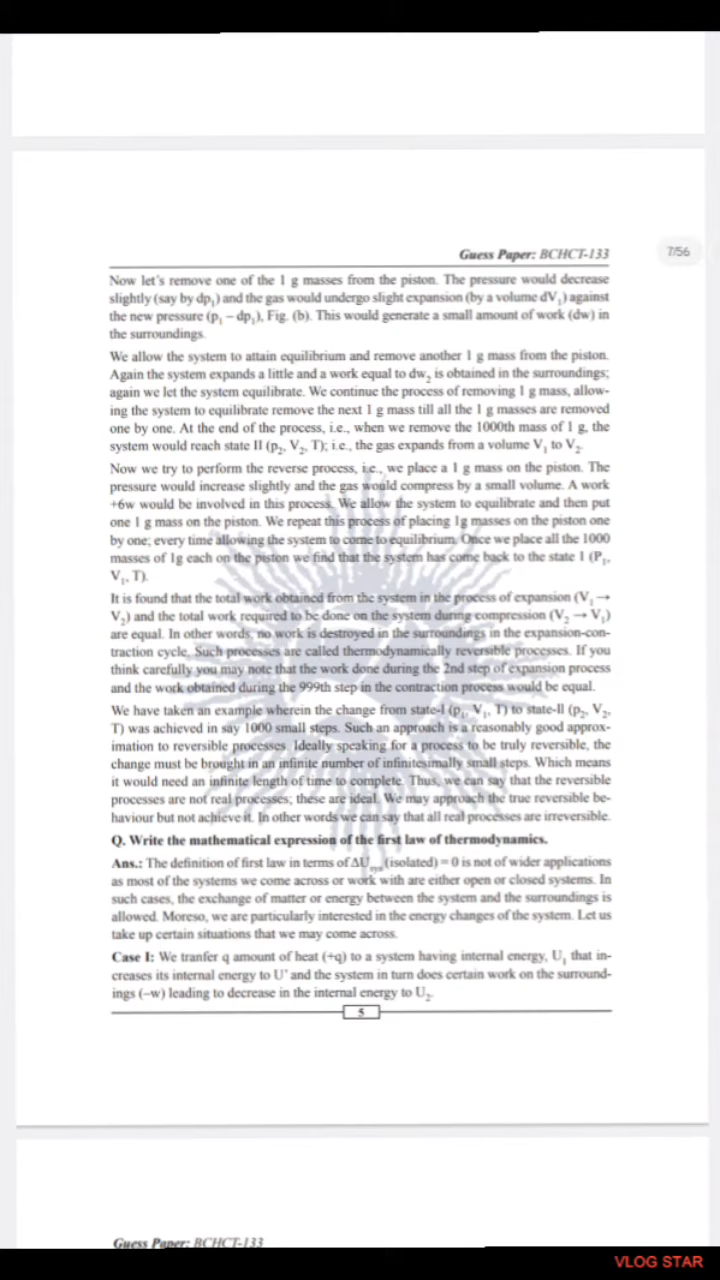 Guess Paper: BCHCT-133
7/56
Now let's remove one of the 1 g masses from the piston. The pressure would decrease
slightly (say by dp₁) and the gas would undergo slight expansion (by a volume dV₁) against
the new pressure (p₁ – dp₁), Fig. (b). This would generate a small amount of work (dw) in
the surroundings.
We allow the system to attain equilibrium and remove another 1 g mass from the piston.
Again the system expands a little and a work equal to dw₂ is obtained in the surroundings;
again we let the system equilibrate. We continue the process of removing 1 g mass, allow-
ing the system to equilibrate remove the next 1 g mass till all the 1 g masses are removed
one by one. At the end of the process, i.e., when we remove the 1000th mass of 1 g, the
system would reach state II (p₂, V₂, T); i.e., the gas expands from a volume V₁ to V₂.
Now we try to perform the reverse process, i.e., we place a 1 g mass on the piston. The
pressure would increase slightly and the gas would compress by a small volume. A work
+6w would be involved in this process. We allow the system to equilibrate and then put
one 1 g mass on the piston. We repeat this process of placing 1g masses on the piston one
by one; every time allowing the system to come to equilibrium. Once we place all the 1000
masses of 1g each on the piston we find that the system has come back to the state I (P₁,
V₁, T).
It is found that the total work obtained from the system in the process of expansion (V₁ →
V₂) and the total work required to be done on the system during compression (V₂ → V₁)
are equal. In other words, no work is destroyed in the surroundings in the expansion-con-
traction cycle. Such processes are called thermodynamically reversible processes. If you
think carefully you may note that the work done during the 2nd step of expansion process
and the work obtained during the 999th step in the contraction process would be equal.
We have taken an example wherein the change from state-I (p₁, V₁, T) to state-II (p₂, V₂,
T) was achieved in say 1000 small steps. Such an approach is a reasonably good approx-
imation to reversible processes. Ideally speaking for a process to be truly reversible, the
change must be brought in an infinite number of infinitesimally small steps. Which means
it would need an infinite length of time to complete. Thus, we can say that the reversible
processes are not real processes; these are ideal. We may approach the true reversible be-
haviour but not achieve it. In other words we can say that all real processes are irreversible.
Q. Write the mathematical expression of the first law of thermodynamics.
Ans.: The definition of first law in terms of ΔU_sys (isolated) = 0 is not of wider applications
as most of the systems we come across or work with are either open or closed systems. In
such cases, the exchange of matter or energy between the system and the surroundings is
allowed. Moreso, we are particularly interested in the energy changes of the system. Let us
take up certain situations that we may come across.
Case I: We tranfer q amount of heat (+q) to a system having internal energy, U₁ that in-
creases its internal energy to U' and the system in turn does certain work on the surround-
ings (–w) leading to decrease in the internal energy to U₂.
5
Guess Paper: BCHCT-133
VLOG STAR